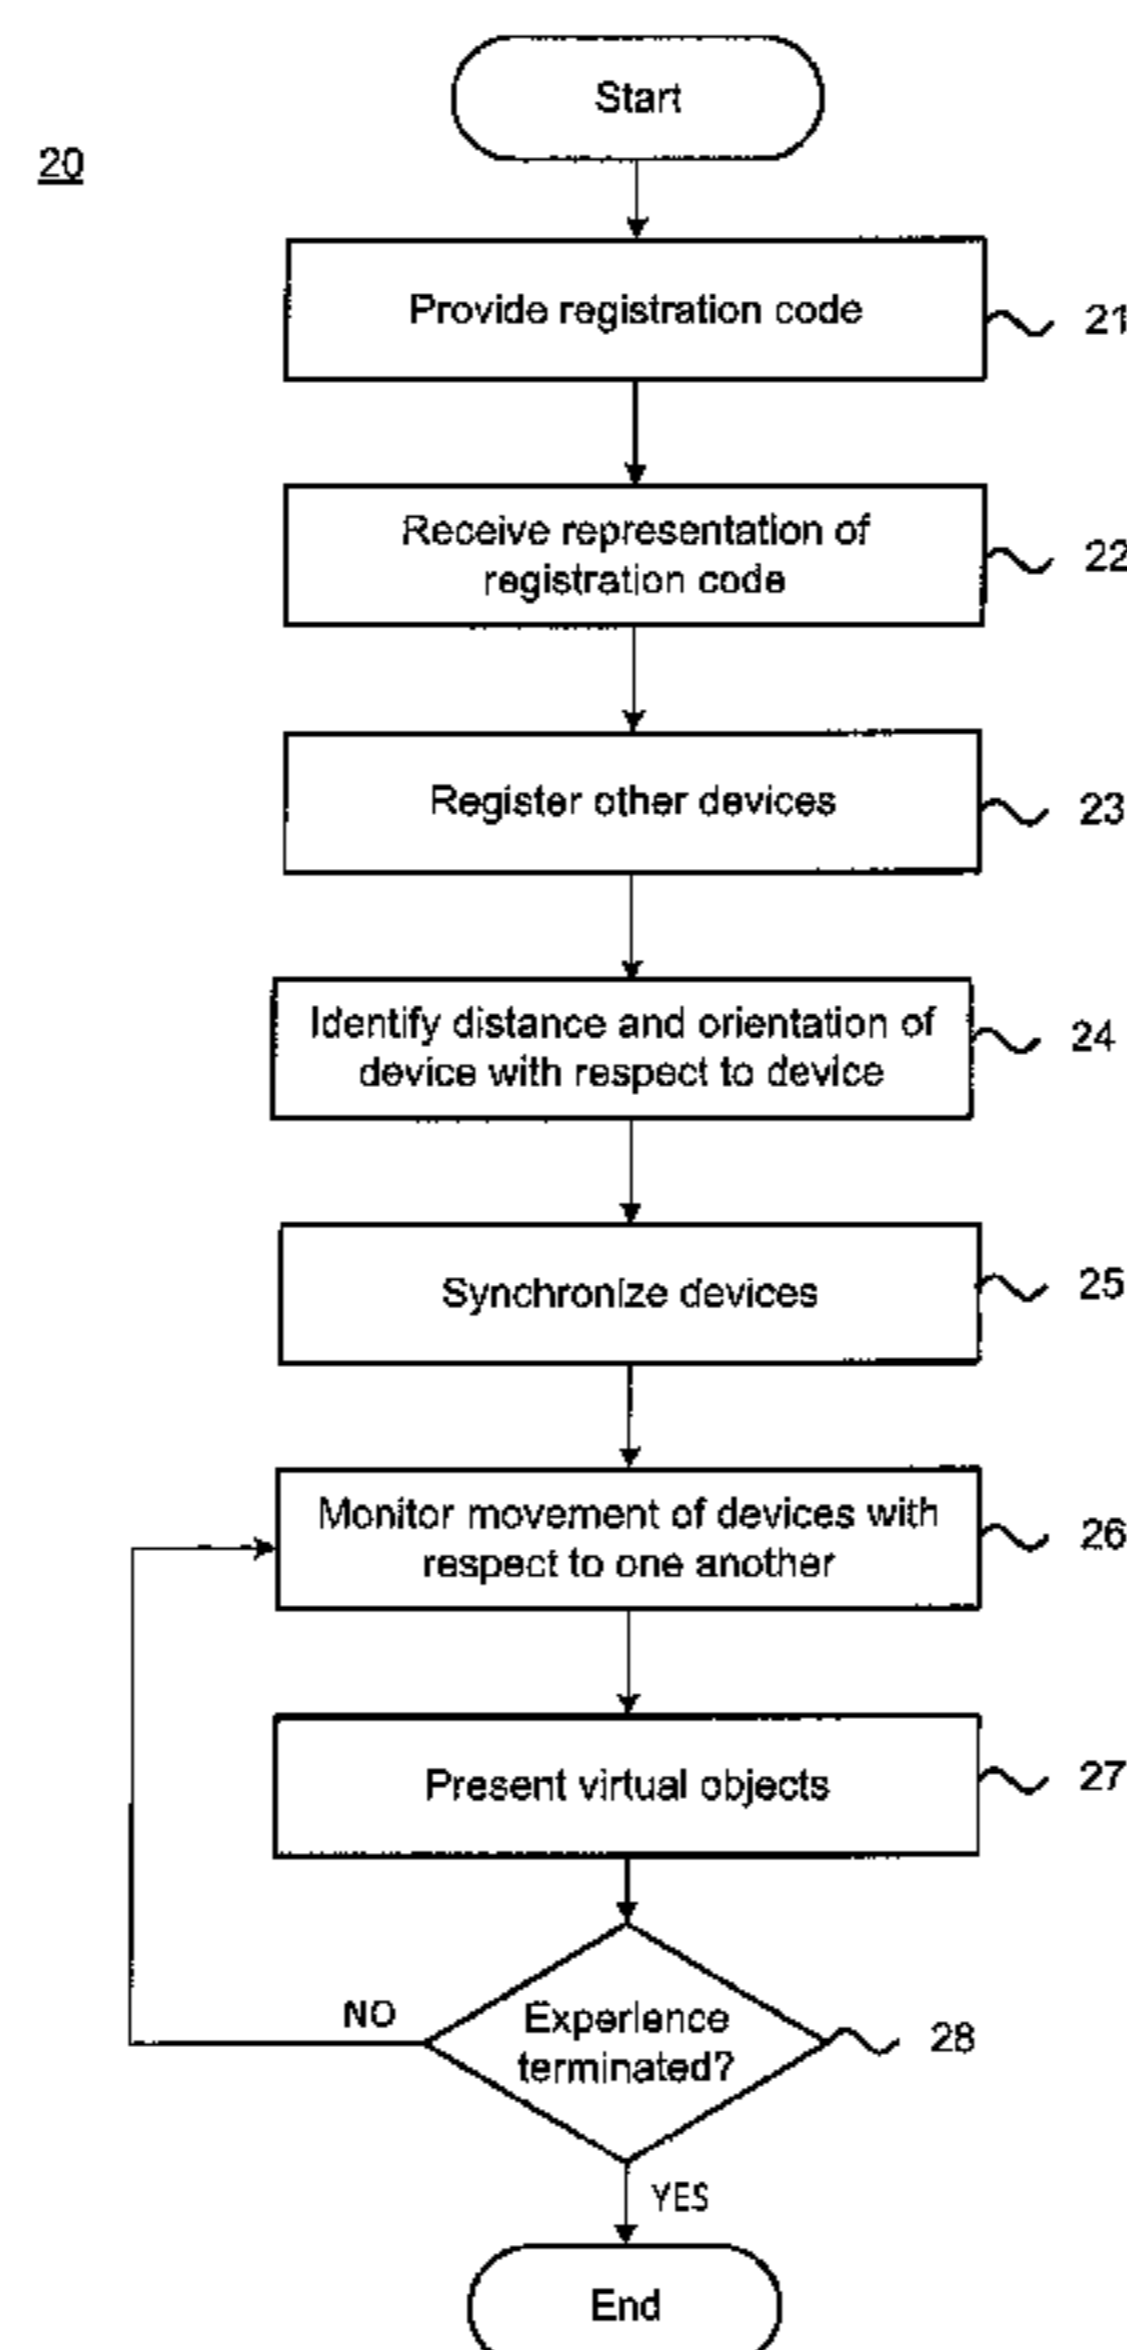 Start
20
Provide registration code
21
Receive representation of
registration code
22
Register other devices
23
Identify distance and orientation of
device with respect to device
24
Synchronize devices
25
Monitor movement of devices with
respect to one another
26
Present virtual objects
27
NO
Experience
terminated?
28
YES
End